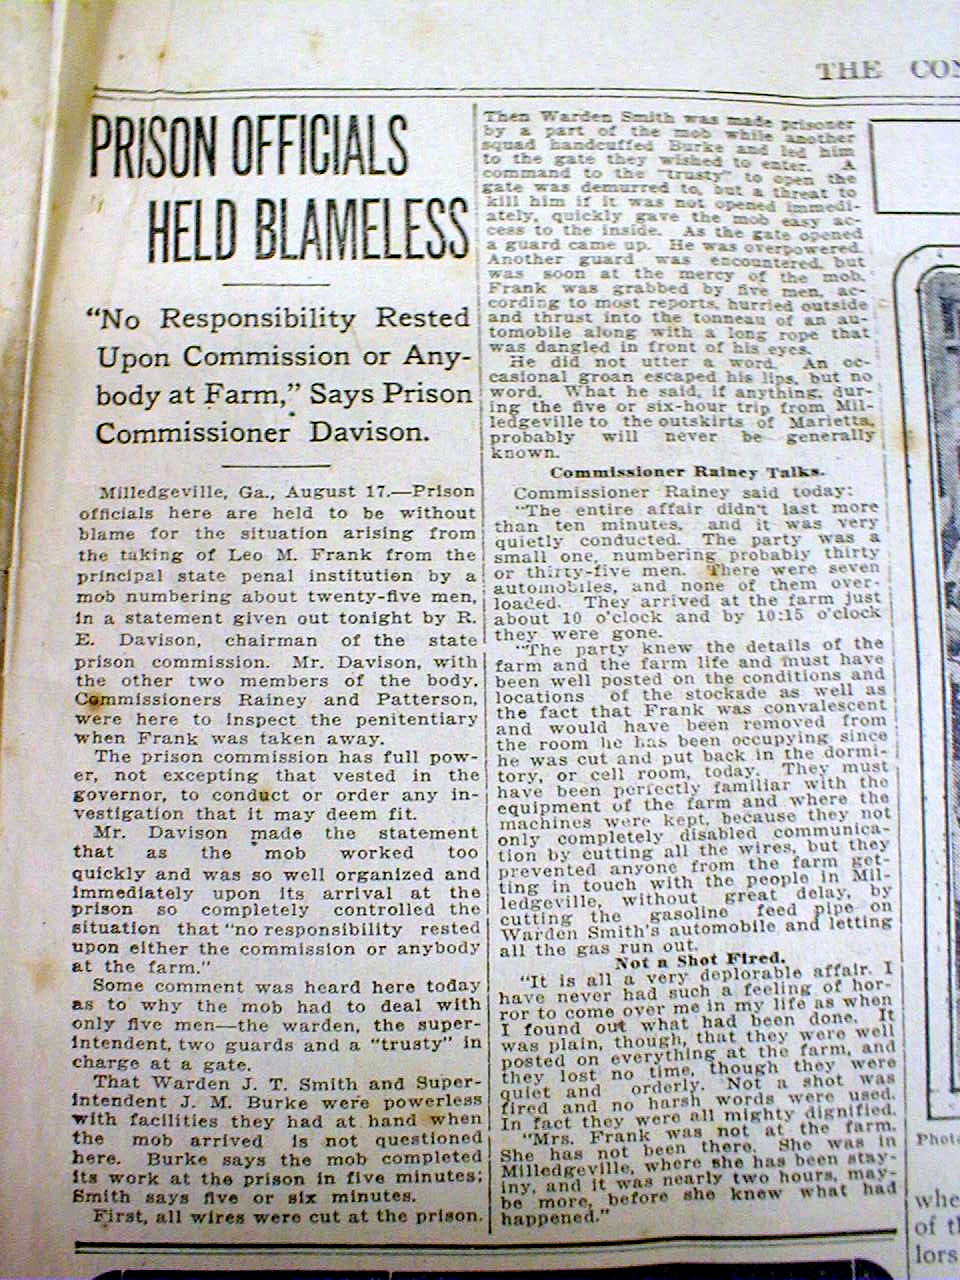 THE CON
PRISON OFFICIALS
HELD BLAMELESS
"No Responsibility Rested
Upon Commission or Any-
body at Farm," Says Prison
Commissioner Davison.
Milledgeville, Ga., August 17.—Prison
officials here are held to be without
blame for the situation arising from
the taking of Leo M. Frank from the
principal state penal institution by a
mob numbering about twenty-five men,
in a statement given out tonight by R.
E. Davison, chairman of the state
prison commission. Mr. Davison, with
the other two members of the body,
Commissioners Rainey and Patterson,
were here to inspect the penitentiary
when Frank was taken away.
The prison commission has full pow-
er, not excepting that vested in the
governor, to conduct or order any in-
vestigation that it may deem fit.
Mr. Davison made the statement
that as the mob worked too
quickly and was so well organized and
immediately upon its arrival at the
prison so completely controlled the
situation that "no responsibility rested
upon either the commission or anybody
at the farm."
Some comment was heard here today
as to why the mob had to deal with
only five men—the warden, the super-
intendent, two guards and a "trusty" in
charge at a gate.
That Warden J. T. Smith and Super-
intendent J. M. Burke were powerless
with facilities they had at hand when
the mob arrived is not questioned
here. Burke says the mob completed
its work at the prison in five minutes;
Smith says five or six minutes.
First, all wires were cut at the prison.
Then Warden Smith was made prisoner
by a part of the mob while another
squad handcuffed Burke and led him
to the gate they wished to enter. A
command to the "trusty" to open the
gate was demurred to, but a threat to
kill him if it was not opened immedi-
ately, quickly gave the mob easy ac-
cess to the inside. As the gate opened
a guard came up. He was overpowered.
Another guard was encountered, but
was soon at the mercy of the mob.
Frank was grabbed by five men, ac-
cording to most reports, hurried outside
and thrust into the tonneau of an au-
tomobile along with a long rope that
was dangled in front of his eyes.
He did not utter a word. An oc-
casional groan escaped his lips, but no
word. What he said, if anything, dur-
ing the five or six-hour trip from Mil-
ledgeville to the outskirts of Marietta,
probably will never be generally
known.
Commissioner Rainey Talks.
Commissioner Rainey said today:
"The entire affair didn't last more
than ten minutes, and it was very
quietly conducted. The party was a
small one, numbering probably thirty
or thirty-five men. There were seven
automobiles, and none of them over-
loaded. They arrived at the farm just
about 10 o'clock and by 10:15 o'clock
they were gone.
"The party knew the details of the
farm and the farm life and must have
been well posted on the conditions and
locations of the stockade as well as
the fact that Frank was convalescent
and would have been removed from
the room he has been occupying since
he was cut and put back in the dormi-
tory, or cell room, today. They must
have been perfectly familiar with the
equipment of the farm and where the
machines were kept, because they not
only completely disabled communica-
tion by cutting all the wires, but they
prevented anyone from the farm get-
ting in touch with the people in Mil-
ledgeville, without great delay, by
cutting the gasoline feed pipe on
Warden Smith's automobile and letting
all the gas run out.
Not a Shot Fired.
"It is all a very deplorable affair. I
have never had such a feeling of hor-
ror to come over me in my life as when
I found out what had been done. It
was plain, though, that they were well
posted on everything at the farm, and
they lost no time, though they were
quiet and orderly. Not a shot was
fired and no harsh words were used.
In fact they were all mighty dignified.
"Mrs. Frank was not at the farm.
She has not been there. She was in
Milledgeville, where she has been stay-
iny, and it was nearly two hours, may-
be more, before she knew what had
happened."
Phot
whe
of t
lors